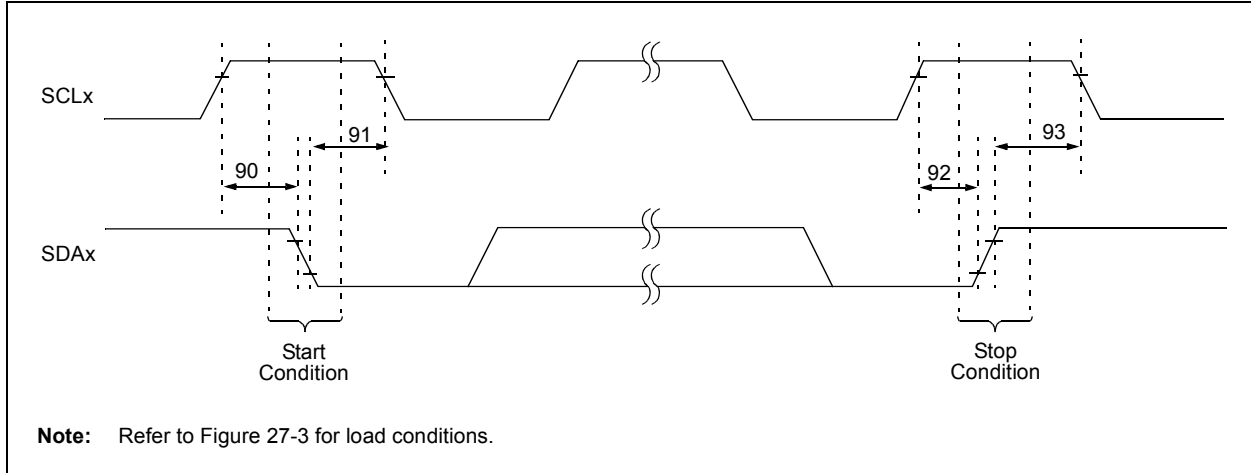 SCLx
91
93
90
92
SDAx
Start
Condition
Stop
Condition
Note: Refer to Figure 27-3 for load conditions.